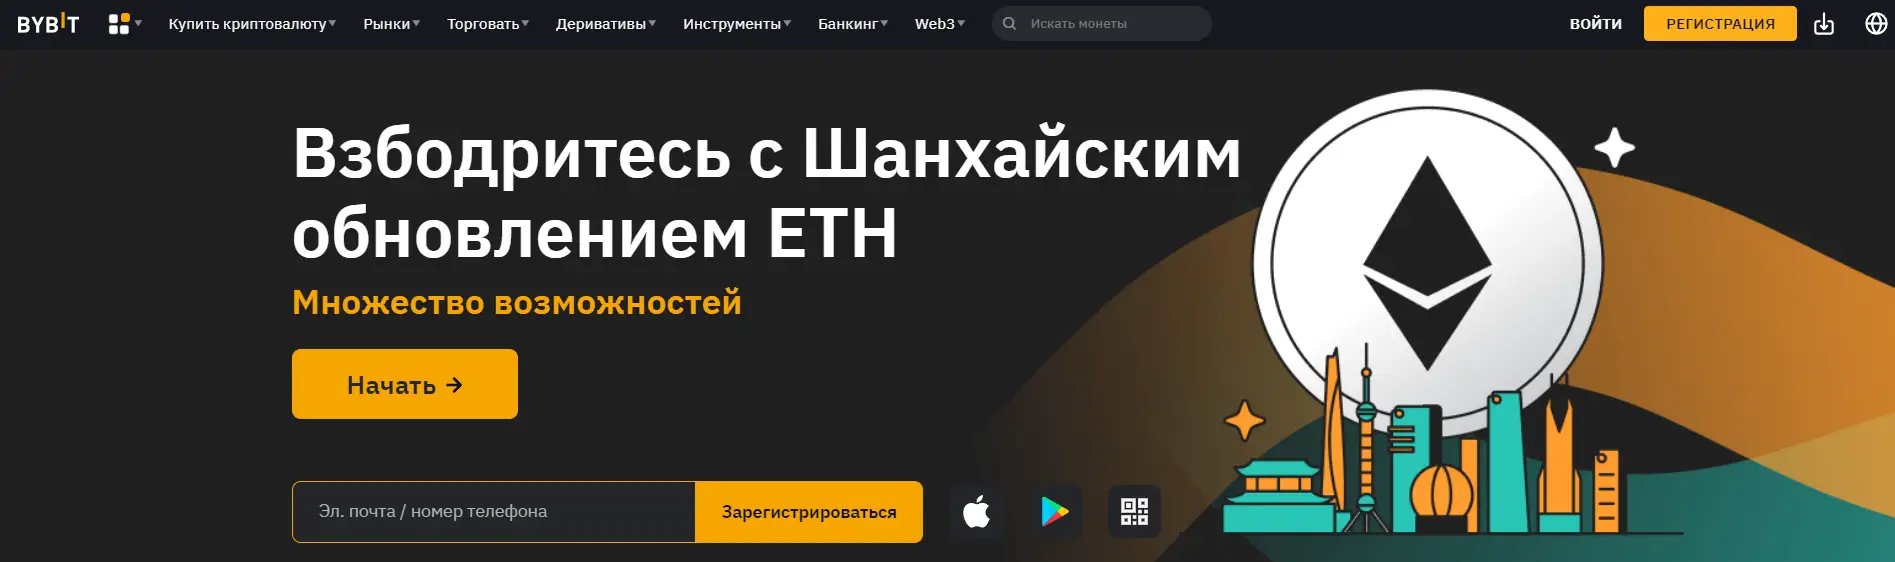 BYBIT
Купить криптовалюту
Рынки
Торговать
Деривативы
Инструменты
Банкинг
Web3
Искать монеты
ВОЙТИ
РЕГИСТРАЦИЯ
Взбодритесь с Шанхайским
обновлением ETH
Множество возможностей
Начать →
Эл. почта / номер телефона
Зарегистрироваться